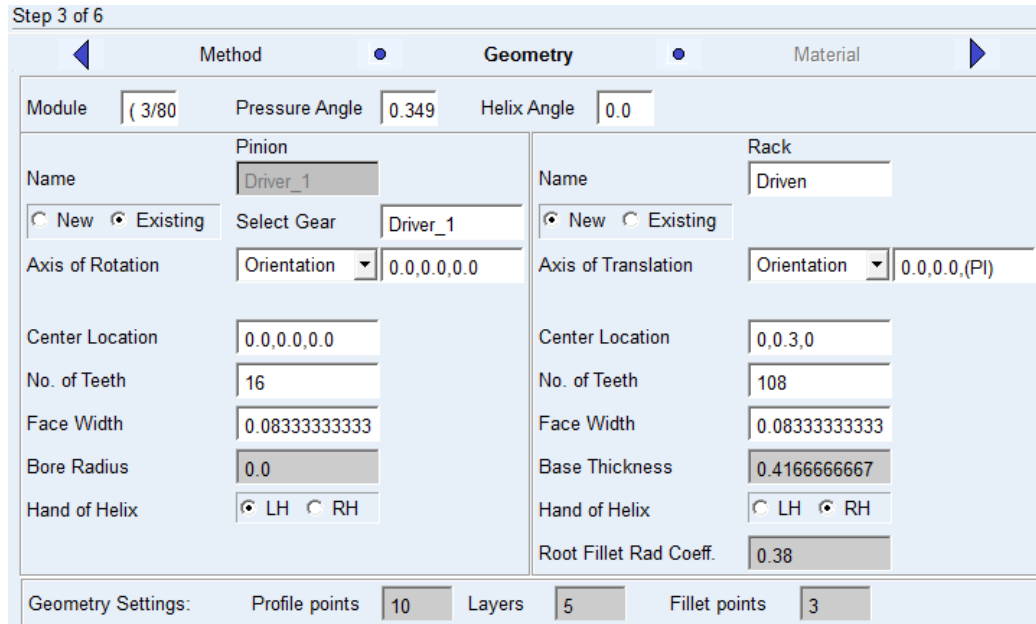 Step 3 of 6
Method Geometry Material
Module ( 3/80 Pressure Angle 0.349 Helix Angle 0.0
Pinion Rack
Name Driver_1 Name Driven
New Existing Select Gear Driver_1 New Existing
Axis of Rotation Orientation 0.0,0.0,0.0 Axis of Translation Orientation 0.0,0.0,(PI)
Center Location 0.0,0.0,0.0 Center Location 0,0.3,0
No. of Teeth 16 No. of Teeth 108
Face Width 0.08333333333 Face Width 0.08333333333
Bore Radius 0.0 Base Thickness 0.4166666667
Hand of Helix LH RH Hand of Helix LH RH
Root Fillet Rad Coeff. 0.38
Geometry Settings: Profile points 10 Layers 5 Fillet points 3